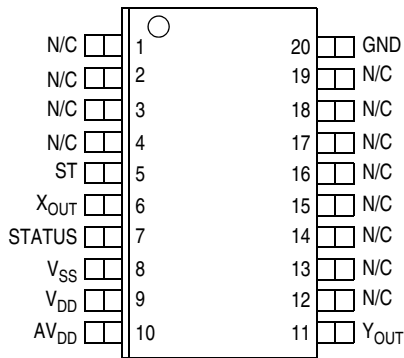 N/C 1 20 GND
N/C 2 19 N/C
N/C 3 18 N/C
N/C 4 17 N/C
ST 5 16 N/C
XOUT 6 15 N/C
STATUS 7 14 N/C
VSS 8 13 N/C
VDD 9 12 N/C
AVDD 10 11 YOUT